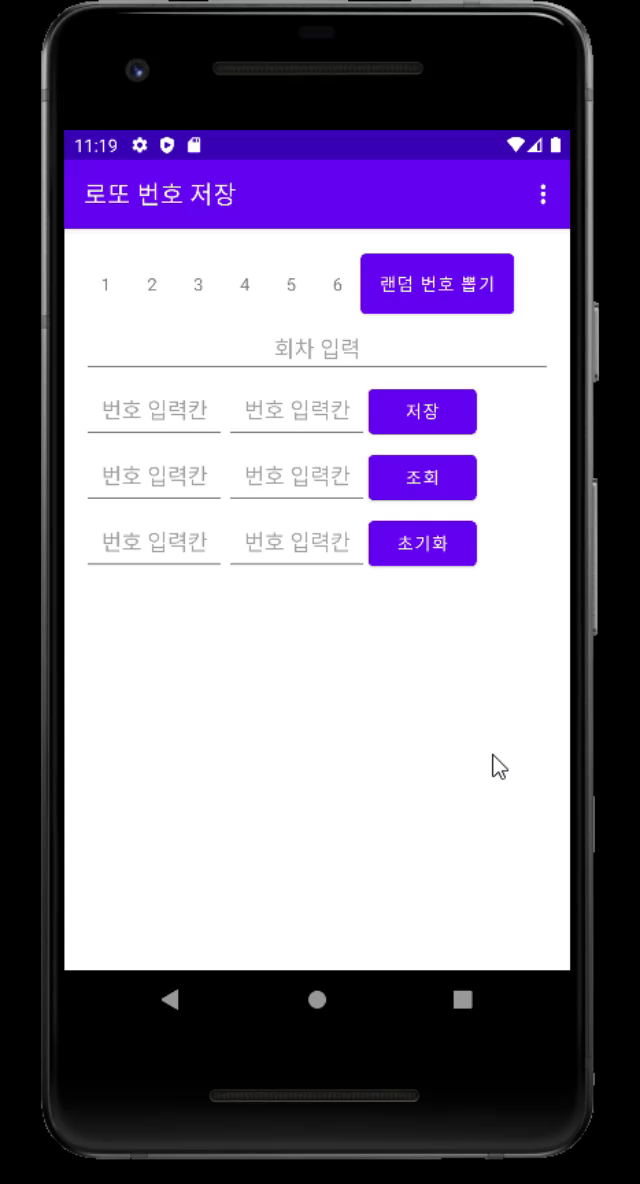 11:19
로또 번호 저장
1 2 3 4 5 6 랜덤 번호 뽑기
회차 입력
번호 입력칸 번호 입력칸 저장
번호 입력칸 번호 입력칸 조회
번호 입력칸 번호 입력칸 초기화